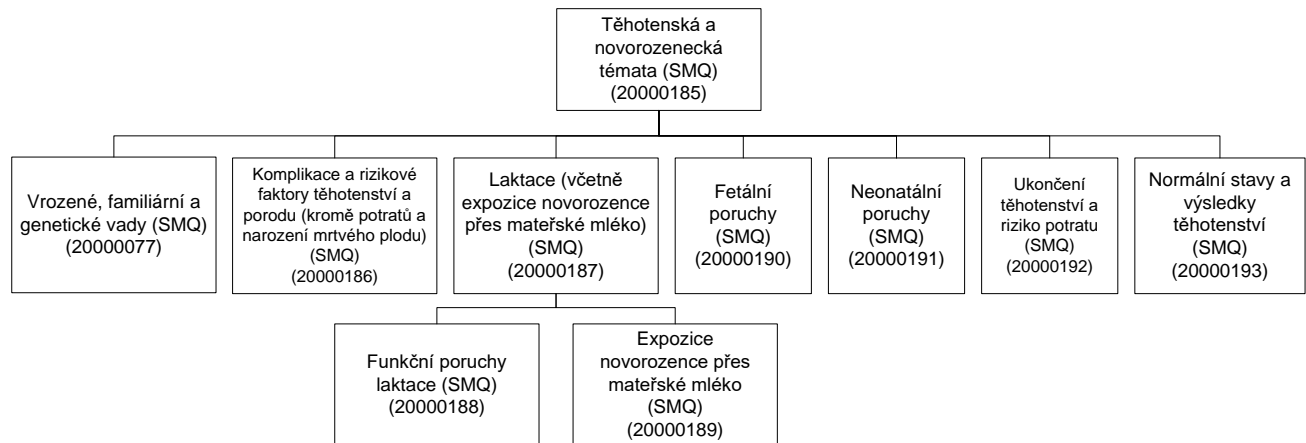 Těhotenská a
novorozenecká
témata (SMQ)
(20000185)
Vrozené, familiární a
genetické vady (SMQ)
(20000077)
Komplikace a rizikové
faktory těhotenství a
porodu (kromě potratů a
narození mrtvého plodu)
(SMQ)
(20000186)
Laktace (včetně
expozice novorozence
přes mateřské mléko)
(SMQ)
(20000187)
Fetální
poruchy
(SMQ)
(20000190)
Neonatální
poruchy
(SMQ)
(20000191)
Ukončení
těhotenství a
riziko potratu
(SMQ)
(20000192)
Normální stavy a
výsledky
těhotenství
(SMQ)
(20000193)
Funkční poruchy
laktace (SMQ)
(20000188)
Expozice
novorozence přes
mateřské mléko
(SMQ)
(20000189)